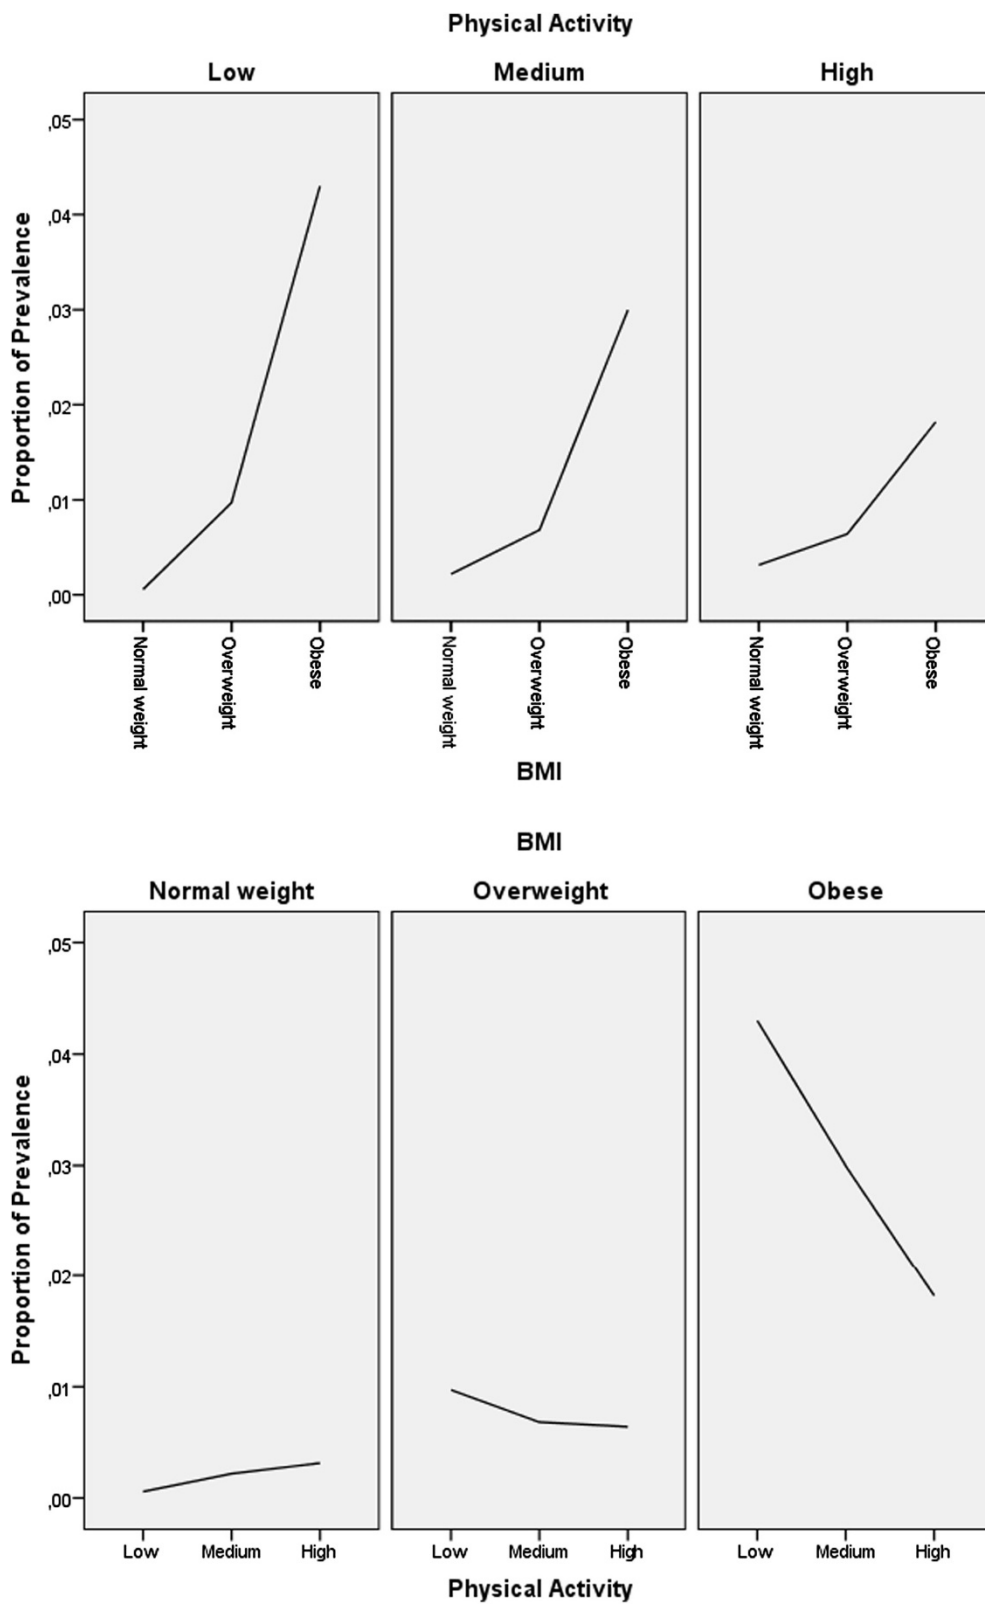 Physical Activity
Low Medium High
Proportion of Prevalence
,05
,04
,03
,02
,01
,00
Normal weight Overweight Obese Normal weight Overweight Obese Normal weight Overweight Obese
BMI
BMI
Normal weight Overweight Obese
Proportion of Prevalence
,05
,04
,03
,02
,01
,00
Low Medium High Low Medium High Low Medium High
Physical Activity